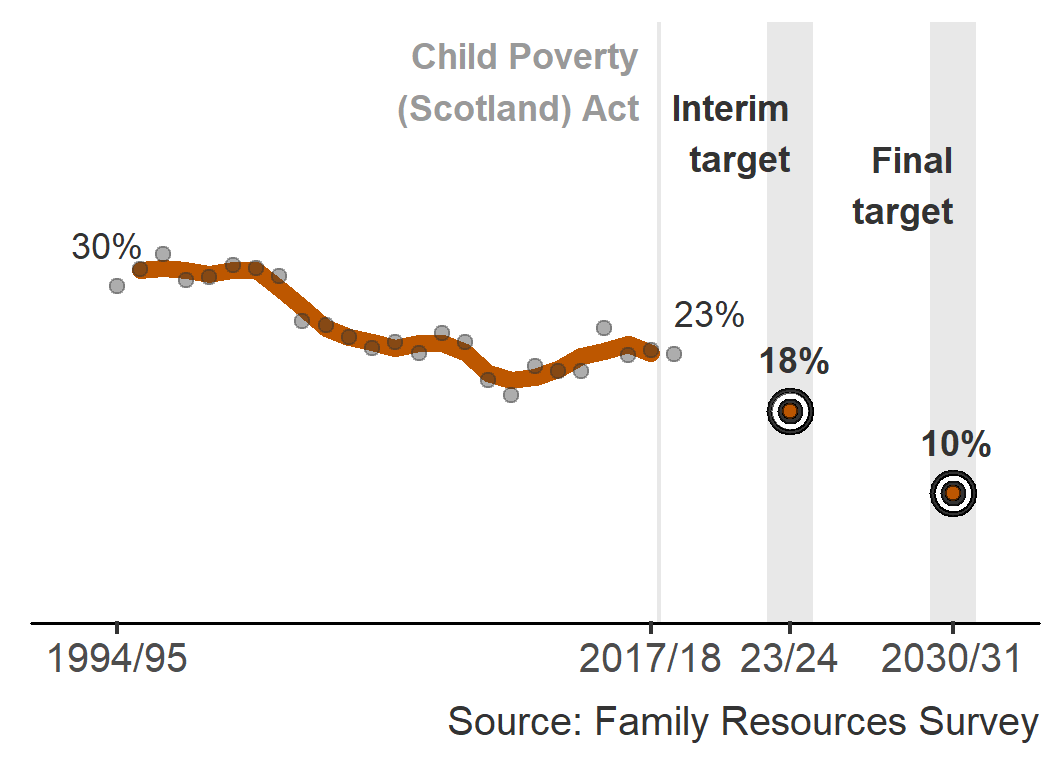 Child Poverty
(Scotland) Act
Interim
target
Final
target
30%
23%
18%
10%
1994/95
2017/18
23/24
2030/31
Source: Family Resources Survey